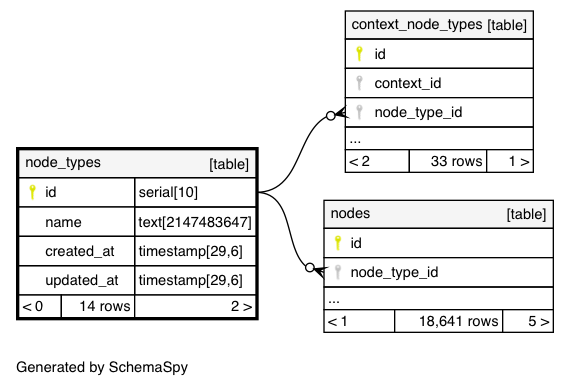 context_node_types [table]
id
context_id
node_type_id
...
< 2 33 rows 1 >
node_types [table]
id serial[10]
name text[2147483647]
created_at timestamp[29,6]
updated_at timestamp[29,6]
< 0 14 rows 2 >
nodes [table]
id
node_type_id
...
< 1 18,641 rows 5 >
Generated by SchemaSpy